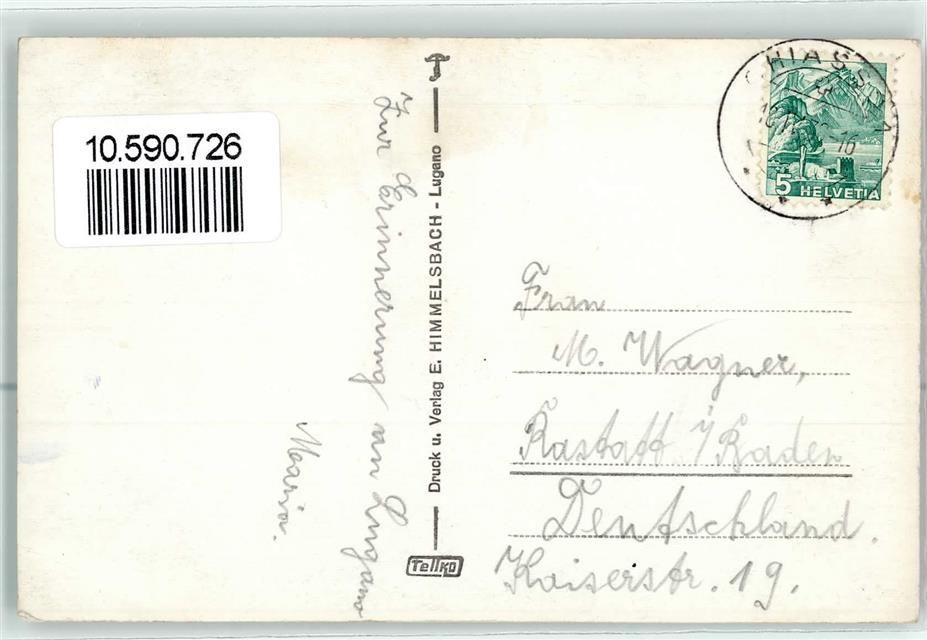 10.590.726
Zur Erinnerung an Lugano
Maria.
Druck u. Verlag E. HIMMELSBACH - Lugano
Tellko
CHIASSO
5 HELVETIA
Frau
M. Wagner,
Rastatt i/Baden
Deutschland.
Kaiserstr. 19.